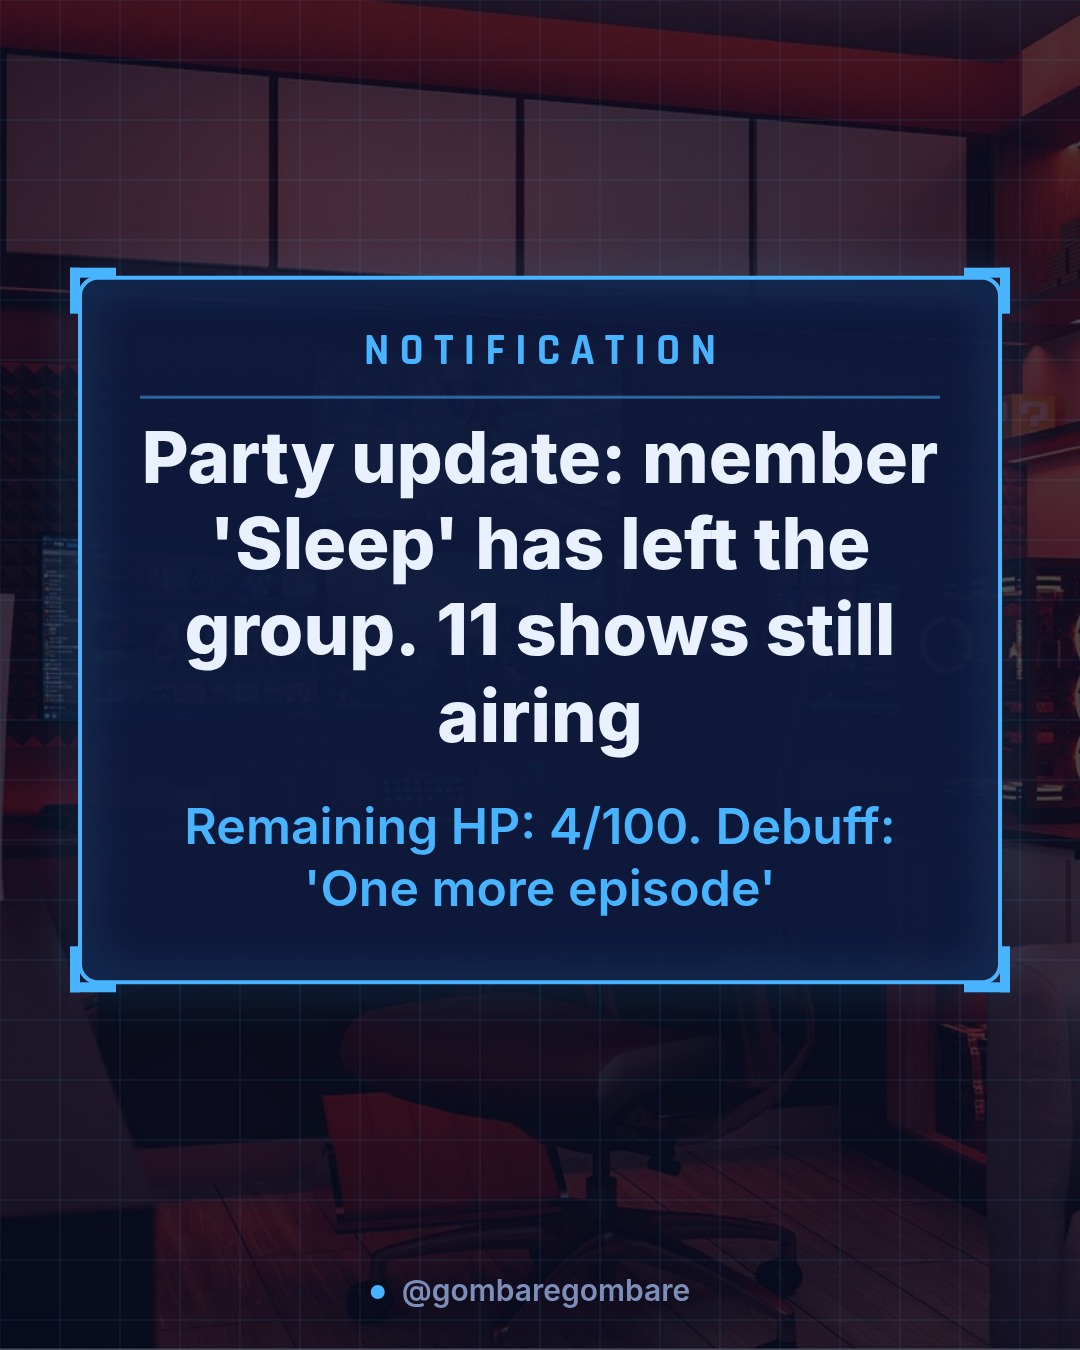 NOTIFICATION
Party update: member
'Sleep' has left the
group. 11 shows still
airing
Remaining HP: 4/100. Debuff:
'One more episode'
@gombaregombare